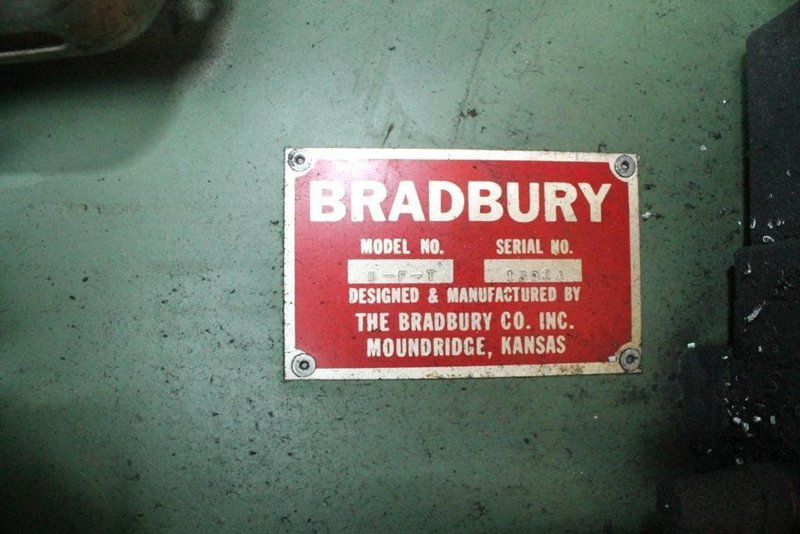 BRADBURY
MODEL NO. SERIAL NO.
DESIGNED & MANUFACTURED BY
THE BRADBURY CO. INC.
MOUNDRIDGE, KANSAS